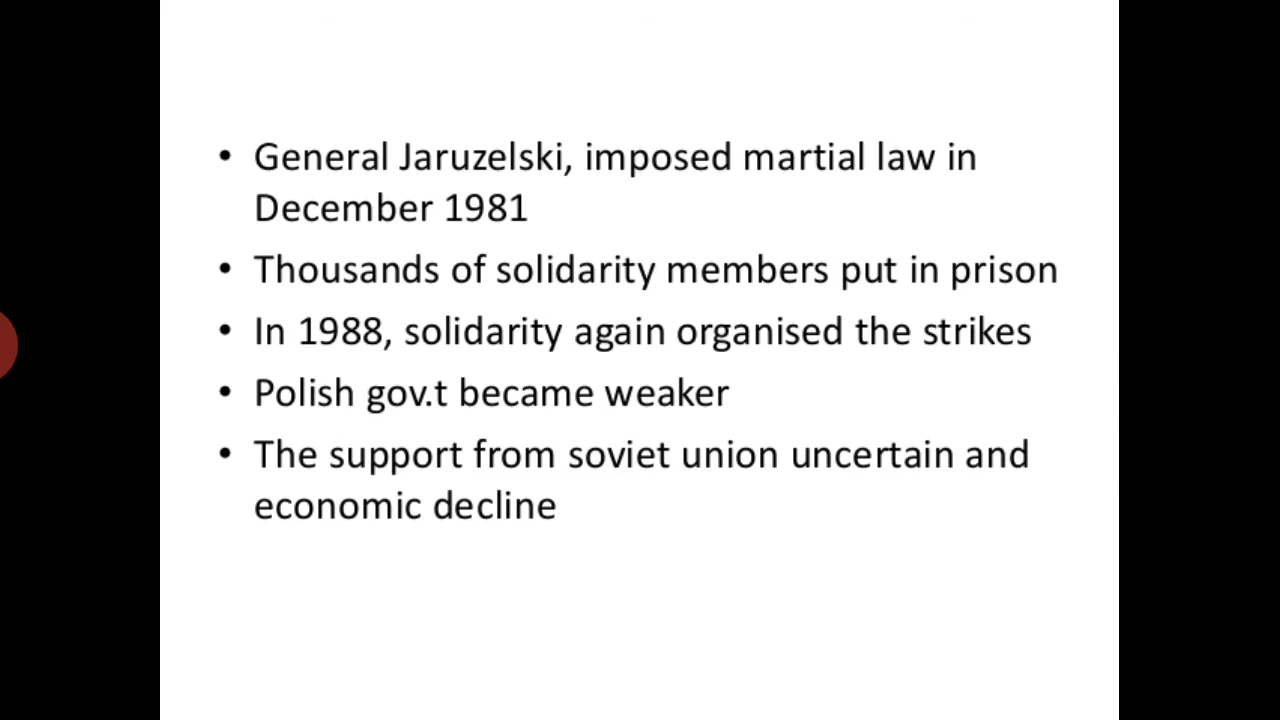 • General Jaruzelski, imposed martial law in
December 1981
• Thousands of solidarity members put in prison
• In 1988, solidarity again organised the strikes
• Polish gov.t became weaker
• The support from soviet union uncertain and
economic decline